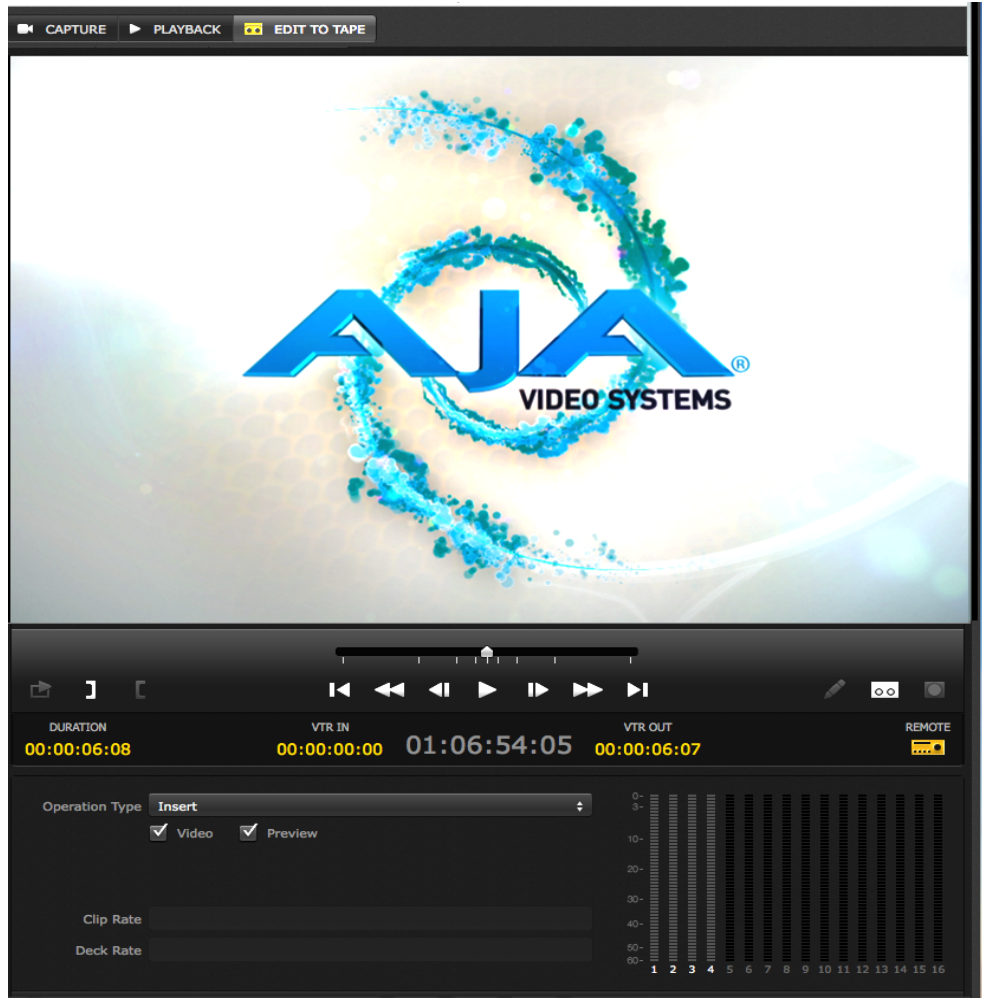 CAPTURE PLAYBACK EDIT TO TAPE
AJA®
VIDEO SYSTEMS
DURATION VTR IN VTR OUT REMOTE
00:00:06:08 00:00:00:00 01:06:54:05 00:00:06:07
Operation Type Insert
Video Preview
Clip Rate
Deck Rate
0-
3-
10-
20-
30-
40-
50-
60-
1 2 3 4 5 6 7 8 9 10 11 12 13 14 15 16